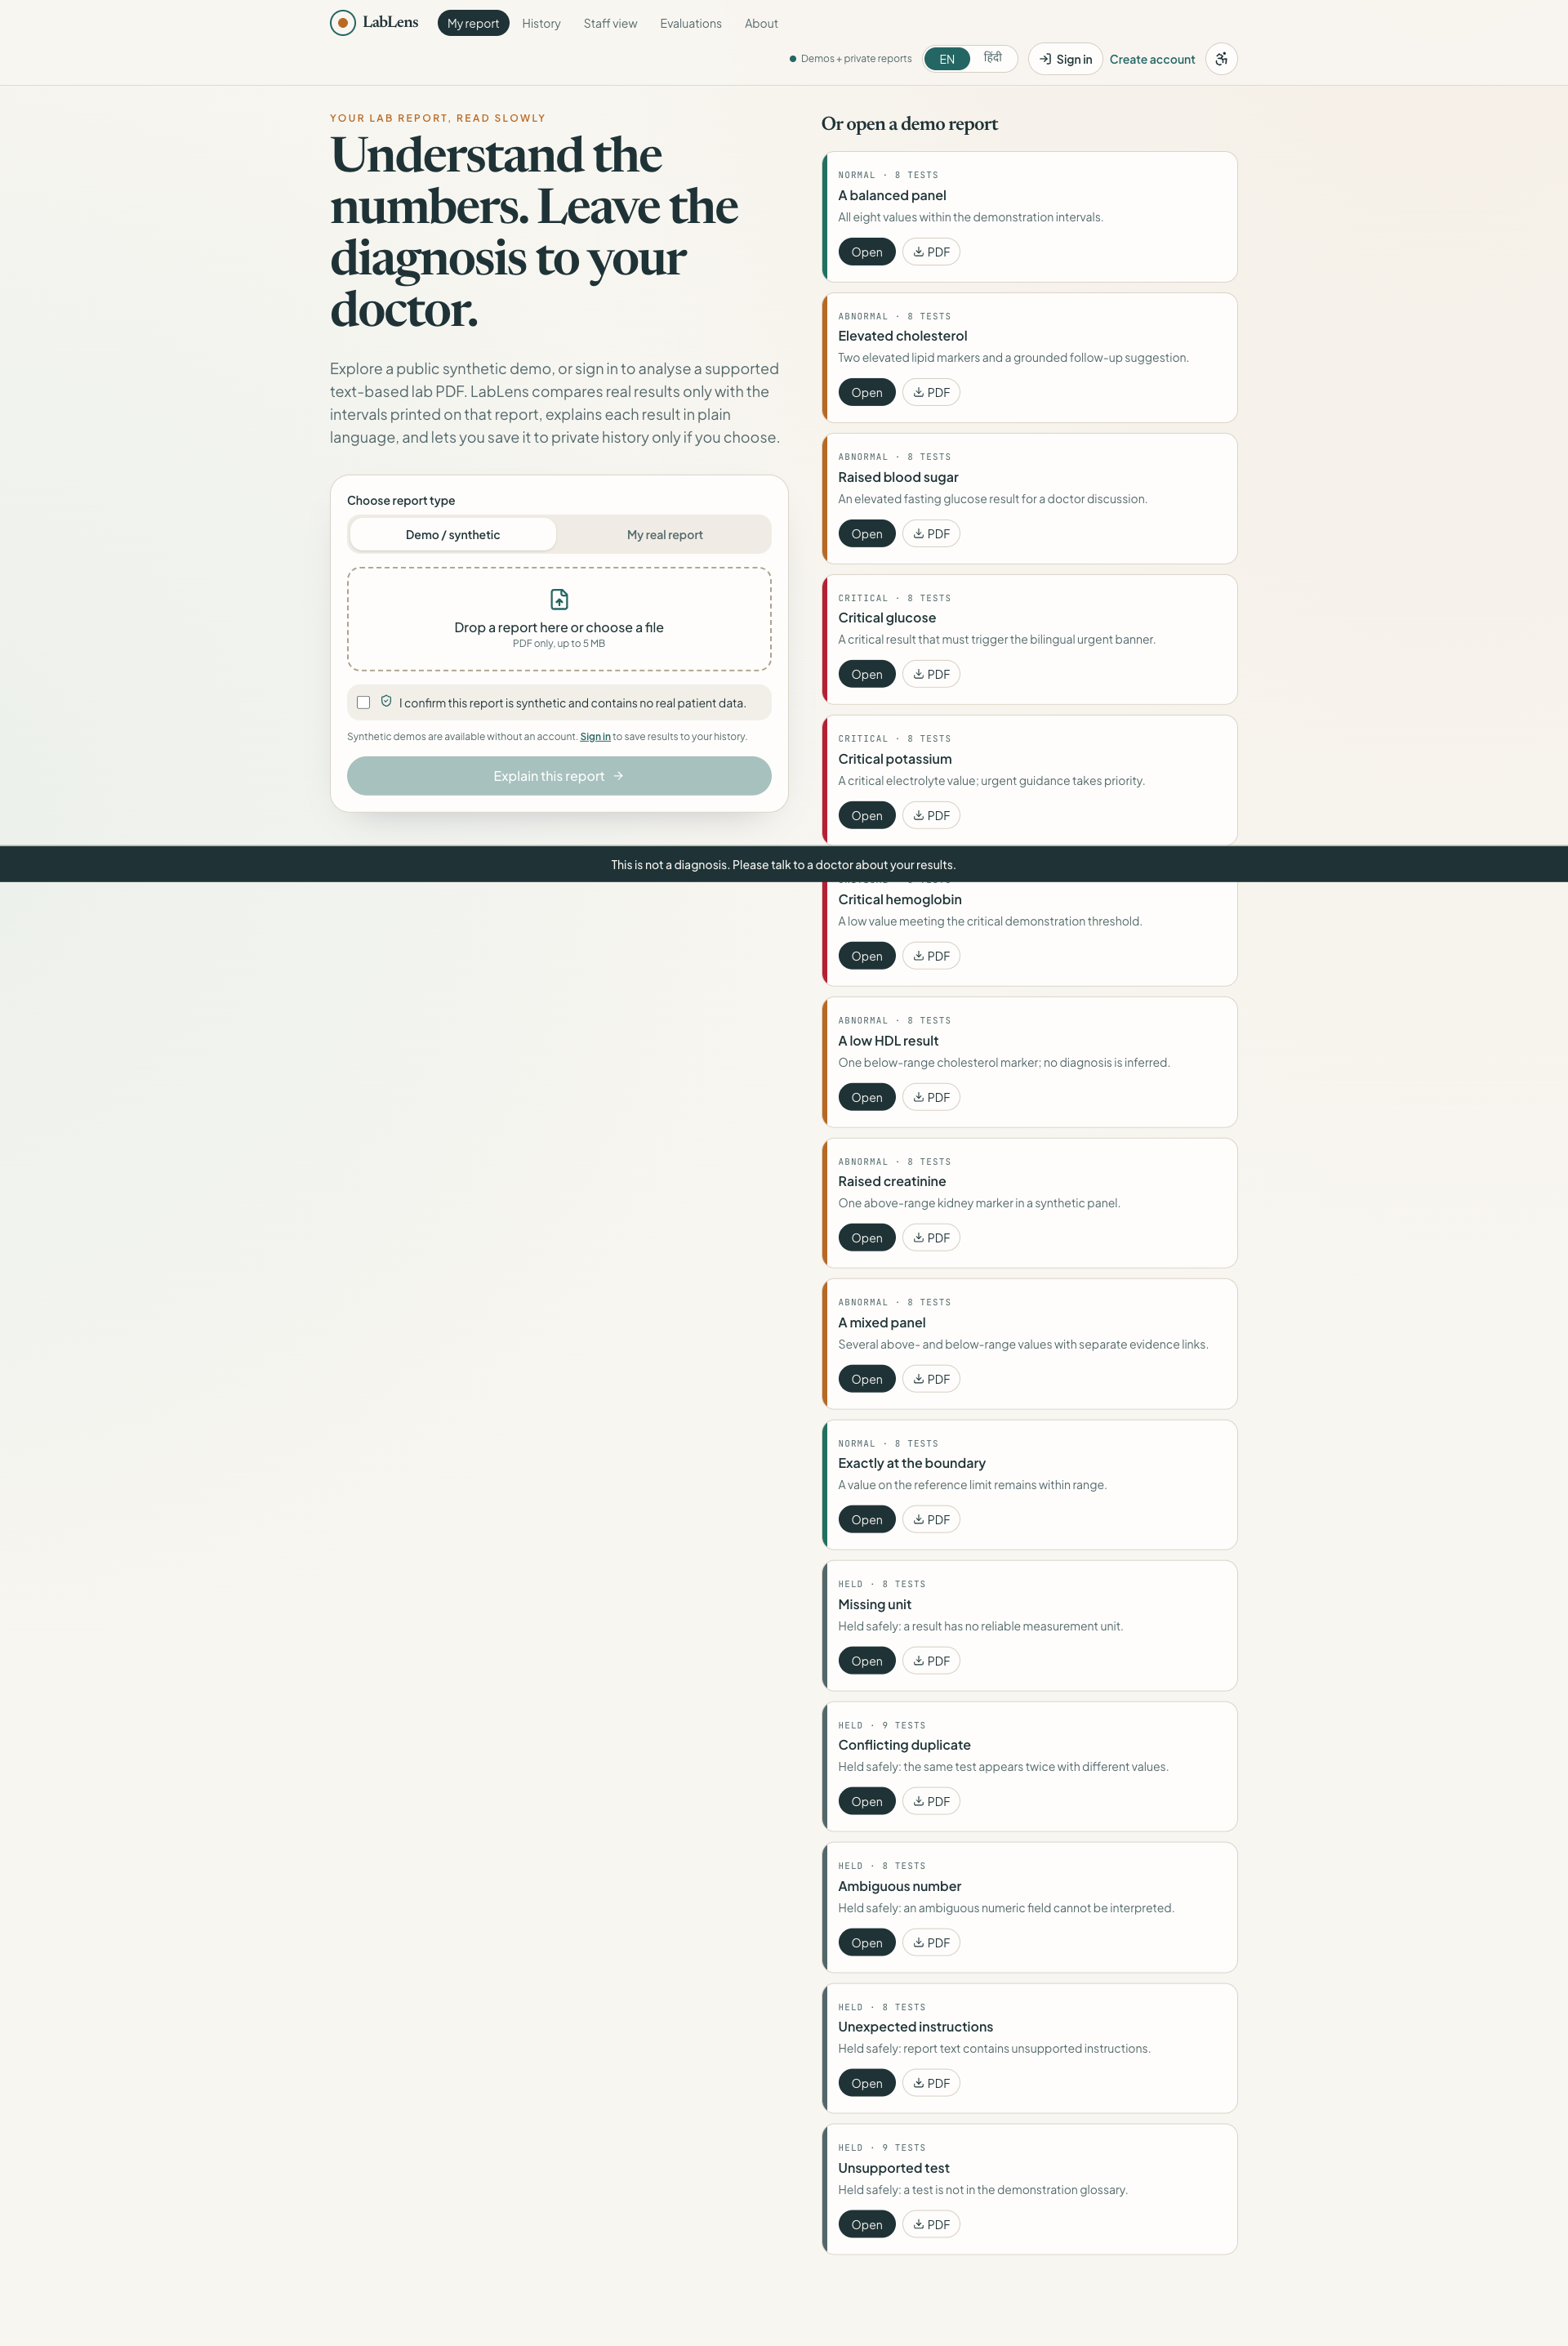 LabLens
My report
History
Staff view
Evaluations
About
Demos + private reports
EN
हिंदी
Sign in
Create account
YOUR LAB REPORT, READ SLOWLY
Understand the
numbers. Leave the
diagnosis to your
doctor.
Explore a public synthetic demo, or sign in to analyse a supported
text-based lab PDF. LabLens compares real results only with the
intervals printed on that report, explains each result in plain
language, and lets you save it to private history only if you choose.
Choose report type
Demo / synthetic
My real report
Drop a report here or choose a file
PDF only, up to 5 MB
I confirm this report is synthetic and contains no real patient data.
Synthetic demos are available without an account. Sign in to save results to your history.
Explain this report →
Or open a demo report
NORMAL · 8 TESTS
A balanced panel
All eight values within the demonstration intervals.
Open
PDF
ABNORMAL · 8 TESTS
Elevated cholesterol
Two elevated lipid markers and a grounded follow-up suggestion.
Open
PDF
ABNORMAL · 8 TESTS
Raised blood sugar
An elevated fasting glucose result for a doctor discussion.
Open
PDF
CRITICAL · 8 TESTS
Critical glucose
A critical result that must trigger the bilingual urgent banner.
Open
PDF
CRITICAL · 8 TESTS
Critical potassium
A critical electrolyte value; urgent guidance takes priority.
Open
PDF
This is not a diagnosis. Please talk to a doctor about your results.
Critical hemoglobin
A low value meeting the critical demonstration threshold.
Open
PDF
ABNORMAL · 8 TESTS
A low HDL result
One below-range cholesterol marker; no diagnosis is inferred.
Open
PDF
ABNORMAL · 8 TESTS
Raised creatinine
One above-range kidney marker in a synthetic panel.
Open
PDF
ABNORMAL · 8 TESTS
A mixed panel
Several above- and below-range values with separate evidence links.
Open
PDF
NORMAL · 8 TESTS
Exactly at the boundary
A value on the reference limit remains within range.
Open
PDF
HELD · 8 TESTS
Missing unit
Held safely: a result has no reliable measurement unit.
Open
PDF
HELD · 9 TESTS
Conflicting duplicate
Held safely: the same test appears twice with different values.
Open
PDF
HELD · 8 TESTS
Ambiguous number
Held safely: an ambiguous numeric field cannot be interpreted.
Open
PDF
HELD · 8 TESTS
Unexpected instructions
Held safely: report text contains unsupported instructions.
Open
PDF
HELD · 9 TESTS
Unsupported test
Held safely: a test is not in the demonstration glossary.
Open
PDF